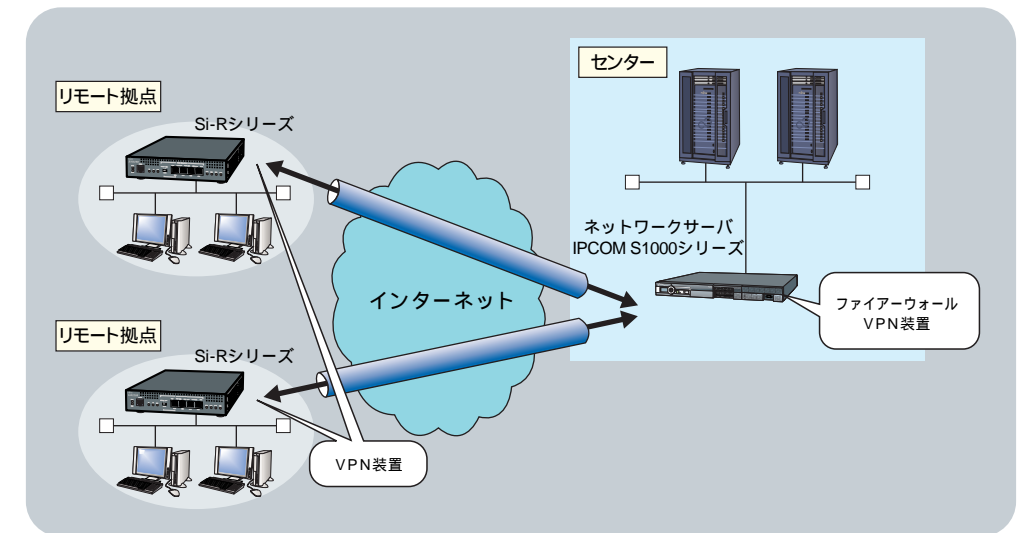 センター
リモート拠点
Si-Rシリーズ
ネットワークサーバ
IPCOM S1000シリーズ
インターネット
ファイアーウォール
VPN装置
リモート拠点
Si-Rシリーズ
VPN装置